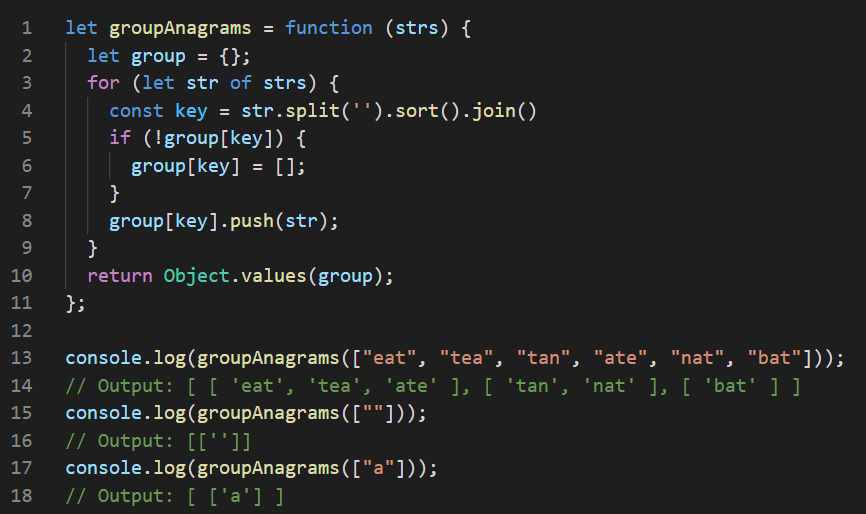 1 let groupAnagrams = function (strs) {
2   let group = {};
3   for (let str of strs) {
4     const key = str.split('').sort().join()
5     if (!group[key]) {
6       group[key] = [];
7     }
8     group[key].push(str);
9   }
10   return Object.values(group);
11 };
12
13 console.log(groupAnagrams(["eat", "tea", "tan", "ate", "nat", "bat"]));
14 // Output: [ [ 'eat', 'tea', 'ate' ], [ 'tan', 'nat' ], [ 'bat' ] ]
15 console.log(groupAnagrams([""]));
16 // Output: [['']]
17 console.log(groupAnagrams(["a"]));
18 // Output: [ ['a'] ]